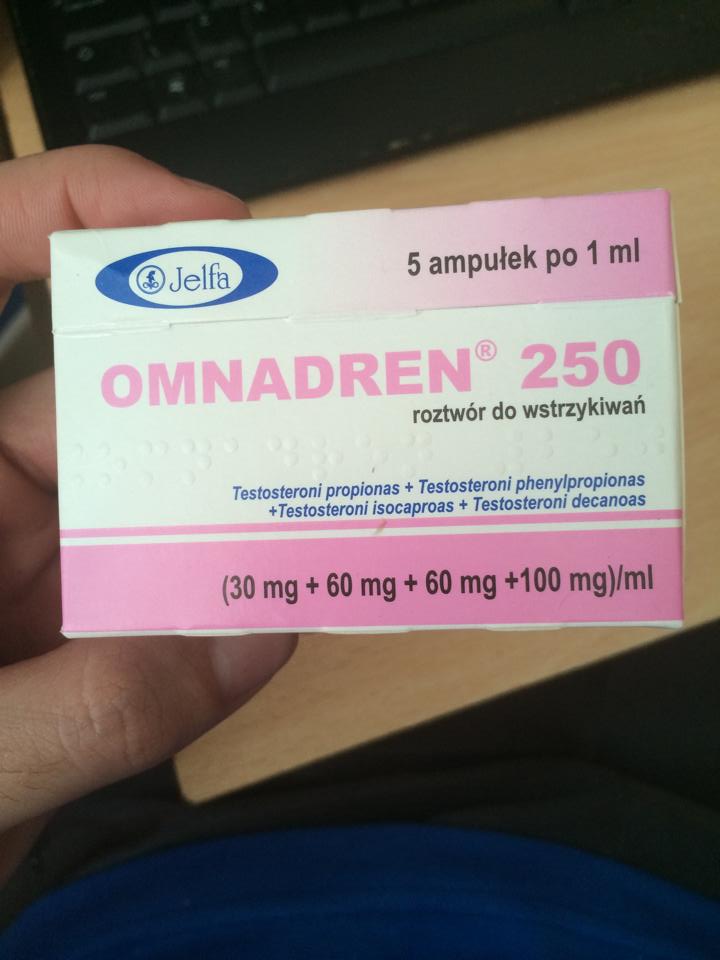 Jelfa
5 ampułek po 1 ml
OMNADREN® 250
roztwór do wstrzykiwań
Testosteroni propionas + Testosteroni phenylpropionas
+Testosteroni isocaproas + Testosteroni decanoas
(30 mg + 60 mg + 60 mg +100 mg)/ml